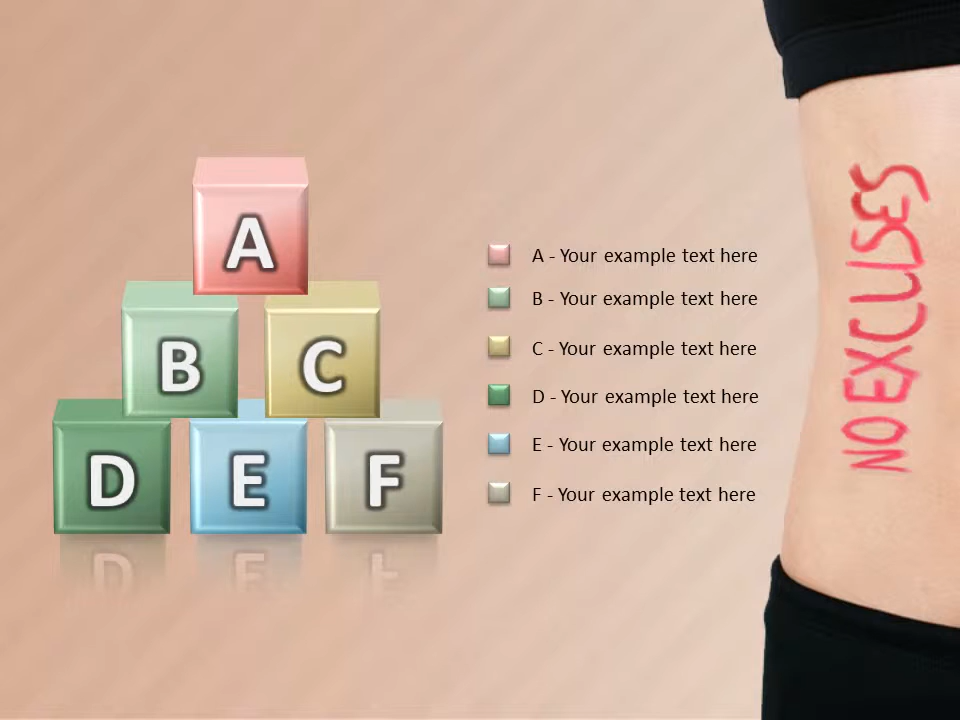 A
B C
D E F
A - Your example text here
B - Your example text here
C - Your example text here
D - Your example text here
E - Your example text here
F - Your example text here
NO EXCUSES